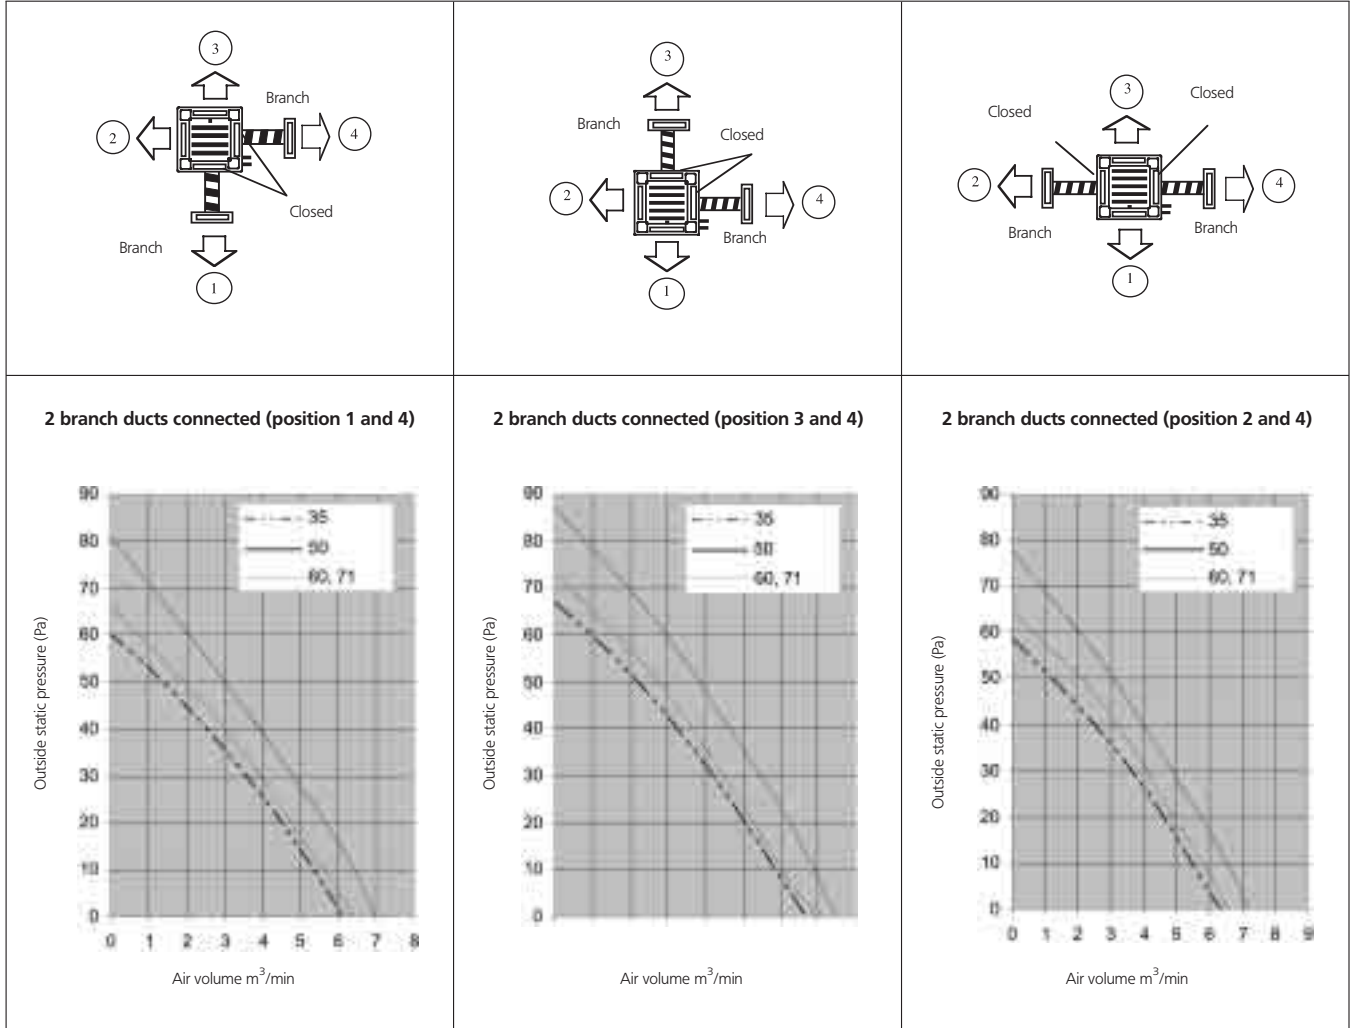 3
Branch
2
4
Closed
Branch
1
3
Branch
Closed
2
4
Branch
1
3
Closed
Closed
2
4
Branch
Branch
1
2 branch ducts connected (position 1 and 4)
2 branch ducts connected (position 3 and 4)
2 branch ducts connected (position 2 and 4)
Outside static pressure (Pa)
90
80
70
60
50
40
30
20
10
0
35
50
60, 71
0 1 2 3 4 5 6 7 8
Air volume m³/min
Outside static pressure (Pa)
90
80
70
60
50
40
30
20
10
0
35
50
60, 71
Air volume m³/min
Outside static pressure (Pa)
90
80
70
60
50
40
30
20
10
0
35
50
60, 71
0 1 2 3 4 5 6 7 8 9
Air volume m³/min